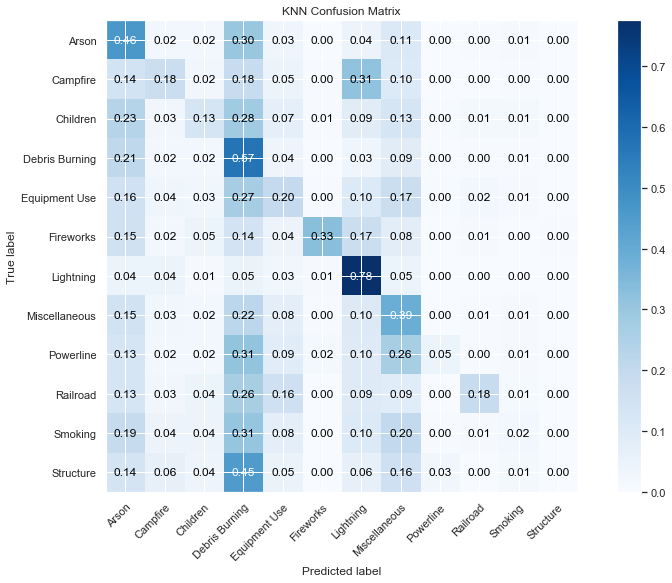 KNN Confusion Matrix
Arson 0.46 0.02 0.02 0.30 0.03 0.00 0.04 0.11 0.00 0.00 0.01 0.00
Campfire 0.14 0.18 0.02 0.18 0.05 0.00 0.31 0.10 0.00 0.00 0.00 0.00
Children 0.23 0.03 0.13 0.28 0.07 0.01 0.09 0.13 0.00 0.01 0.01 0.00
Debris Burning 0.21 0.02 0.02 0.57 0.04 0.00 0.03 0.09 0.00 0.00 0.01 0.00
Equipment Use 0.16 0.04 0.03 0.27 0.20 0.00 0.10 0.17 0.00 0.02 0.01 0.00
Fireworks 0.15 0.02 0.05 0.14 0.04 0.33 0.17 0.08 0.00 0.01 0.00 0.00
Lightning 0.04 0.04 0.01 0.05 0.03 0.01 0.78 0.05 0.00 0.00 0.00 0.00
Miscellaneous 0.15 0.03 0.02 0.22 0.08 0.00 0.10 0.39 0.00 0.01 0.01 0.00
Powerline 0.13 0.02 0.02 0.31 0.09 0.02 0.10 0.26 0.05 0.00 0.01 0.00
Railroad 0.13 0.03 0.04 0.26 0.16 0.00 0.09 0.09 0.00 0.18 0.01 0.00
Smoking 0.19 0.04 0.04 0.31 0.08 0.00 0.10 0.20 0.00 0.01 0.02 0.00
Structure 0.14 0.06 0.04 0.45 0.05 0.00 0.06 0.16 0.03 0.00 0.01 0.00
True label
Arson Campfire Children Debris Burning Equipment Use Fireworks Lightning Miscellaneous Powerline Railroad Smoking Structure
Predicted label
0.7
0.6
0.5
0.4
0.3
0.2
0.1
0.0